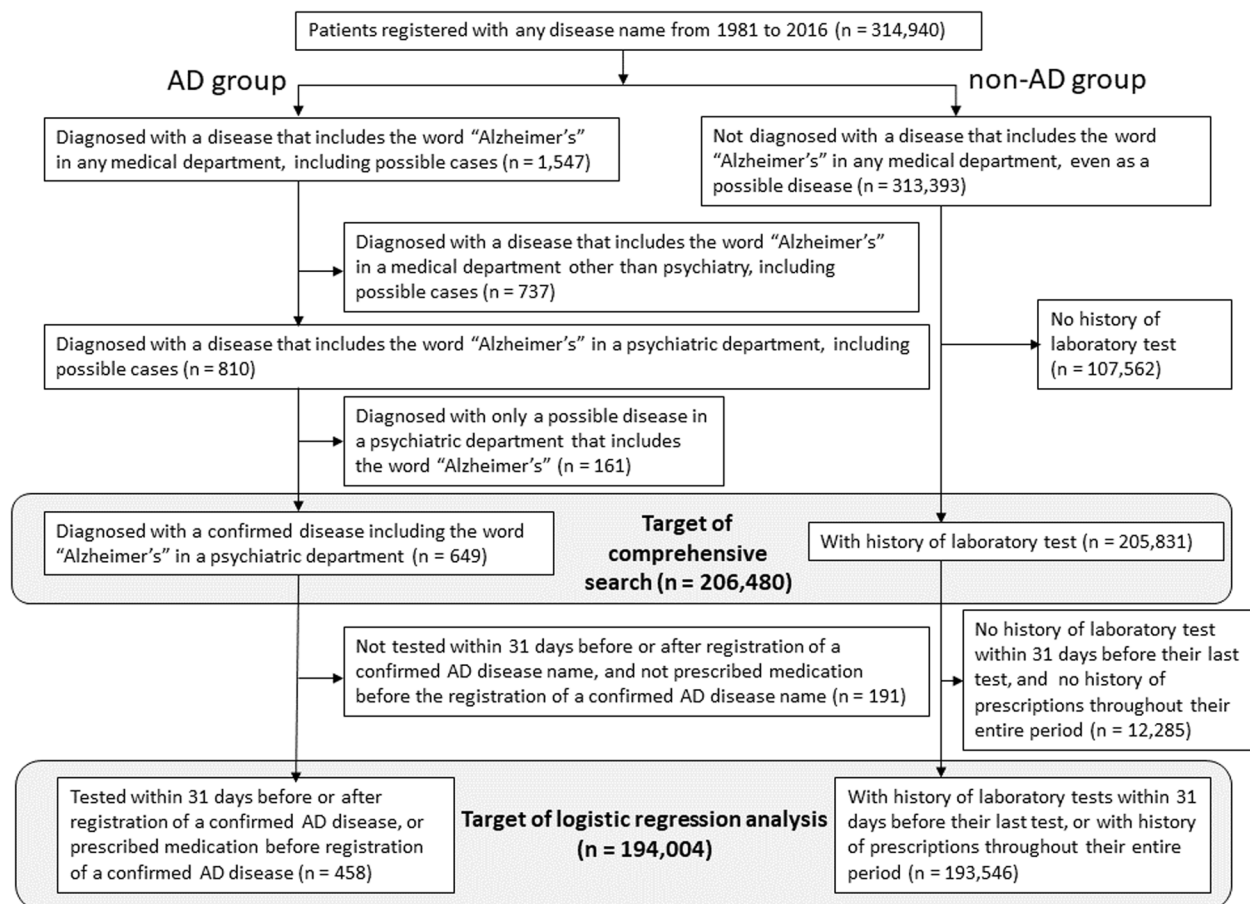 Patients registered with any disease name from 1981 to 2016 (n = 314,940)
AD group
non-AD group
Diagnosed with a disease that includes the word “Alzheimer’s”
in any medical department, including possible cases (n = 1,547)
Not diagnosed with a disease that includes the word
“Alzheimer’s” in any medical department, even as a
possible disease (n = 313,393)
Diagnosed with a disease that includes the word “Alzheimer’s”
in a medical department other than psychiatry, including
possible cases (n = 737)
No history of
laboratory test
(n = 107,562)
Diagnosed with a disease that includes the word “Alzheimer’s” in a psychiatric department, including
possible cases (n = 810)
Diagnosed with only a possible disease in
a psychiatric department that includes
the word “Alzheimer’s” (n = 161)
Diagnosed with a confirmed disease including the word
“Alzheimer’s” in a psychiatric department (n = 649)
Target of
comprehensive
search (n = 206,480)
With history of laboratory test (n = 205,831)
Not tested within 31 days before or after registration of a
confirmed AD disease name, and not prescribed medication
before the registration of a confirmed AD disease name (n = 191)
No history of laboratory test
within 31 days before their last
test, and no history of
prescriptions throughout their
entire period (n = 12,285)
Tested within 31 days before or after
registration of a confirmed AD disease, or
prescribed medication before registration
of a confirmed AD disease (n = 458)
Target of logistic regression analysis
(n = 194,004)
With history of laboratory tests within 31
days before their last test, or with history
of prescriptions throughout their entire
period (n = 193,546)